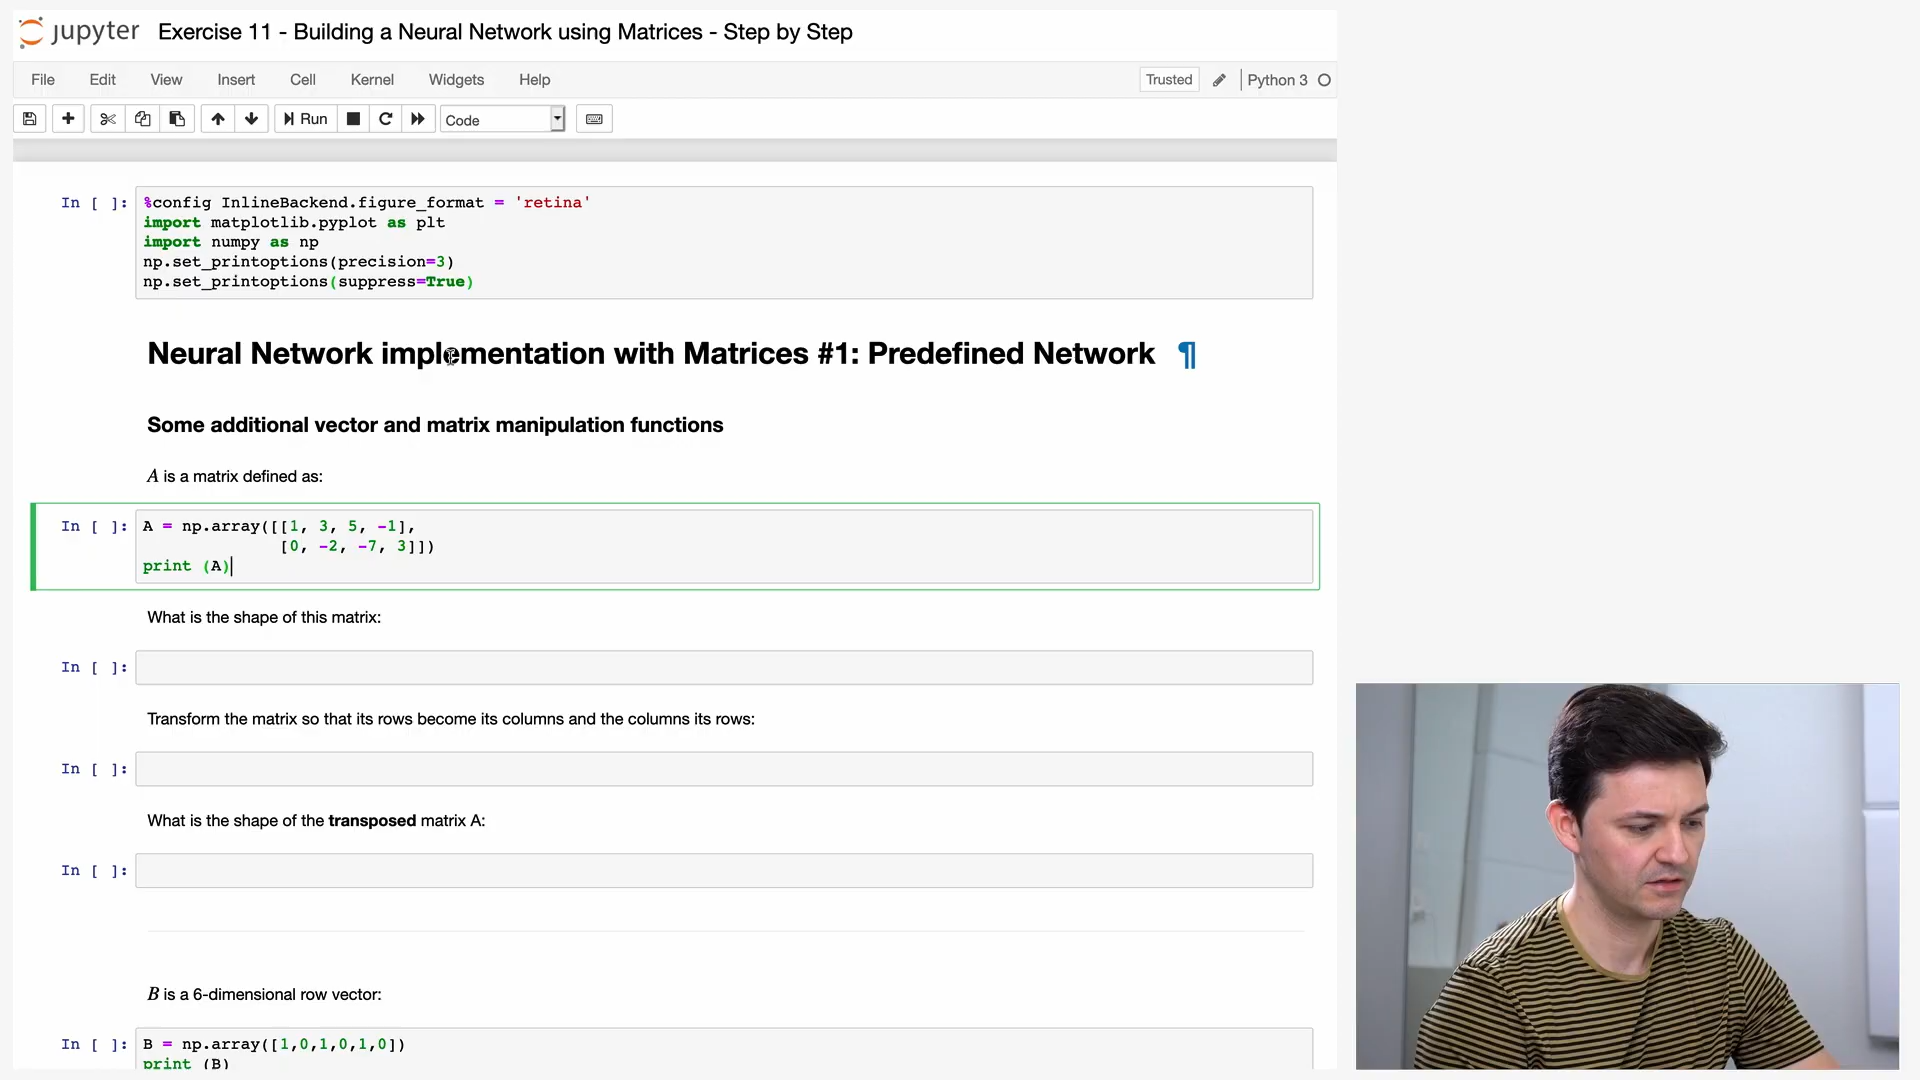 jupyter Exercise 11 - Building a Neural Network using Matrices - Step by Step
File Edit View Insert Cell Kernel Widgets Help Trusted Python 3
Run Code
In [ ]: %config InlineBackend.figure_format = 'retina'
import matplotlib.pyplot as plt
import numpy as np
np.set_printoptions(precision=3)
np.set_printoptions(suppress=True)
Neural Network implementation with Matrices #1: Predefined Network ¶
Some additional vector and matrix manipulation functions
A is a matrix defined as:
In [ ]: A = np.array([[1, 3, 5, -1],
[0, -2, -7, 3]])
print (A)
What is the shape of this matrix:
In [ ]:
Transform the matrix so that its rows become its columns and the columns its rows:
In [ ]:
What is the shape of the transposed matrix A:
In [ ]:
B is a 6-dimensional row vector:
In [ ]: B = np.array([1,0,1,0,1,0])
print (B)